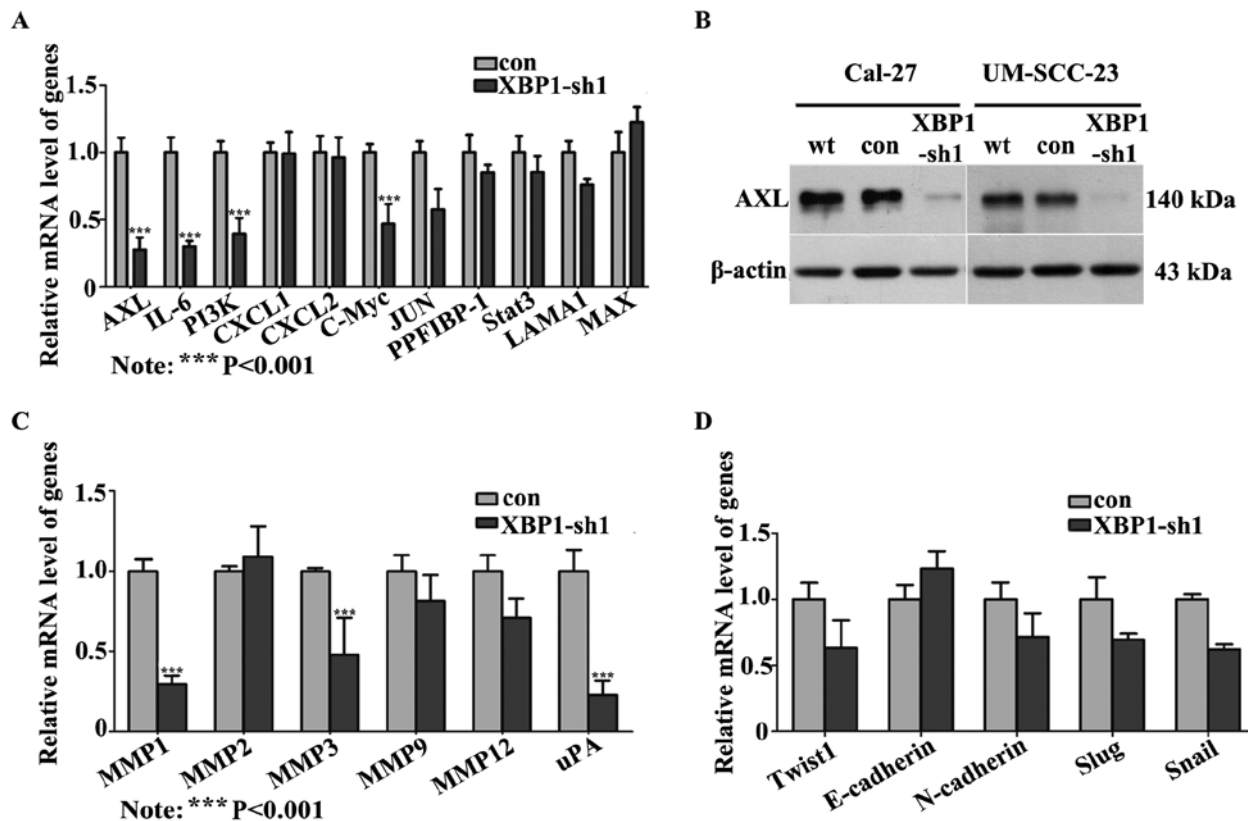 A
Relative mRNA level of genes
con
XBP1-sh1
1.5
1.0
0.5
0
*** *** *** ***
AXL IL-6 PI3K CXCL1 CXCL2 C-Myc JUN PPFIBP-1 Stat3 LAMA1 MAX
Note: *** P<0.001
B
Cal-27 UM-SCC-23
wt con XBP1 -sh1 wt con XBP1 -sh1
AXL 140 kDa
β-actin 43 kDa
C
Relative mRNA level of genes
con
XBP1-sh1
1.5
1.0
0.5
0
*** *** ***
MMP1 MMP2 MMP3 MMP9 MMP12 uPA
Note: *** P<0.001
D
Relative mRNA level of genes
con
XBP1-sh1
1.5
1.0
0.5
0
Twist1 E-cadherin N-cadherin Slug Snail